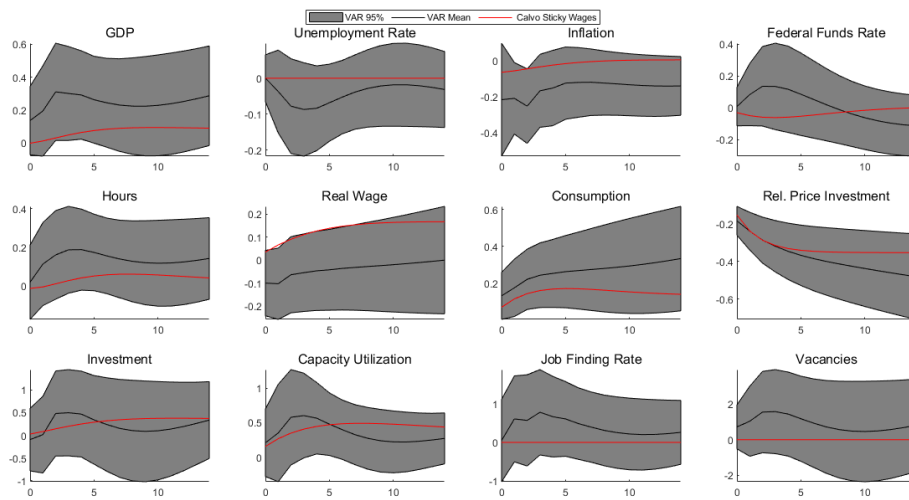 VAR 95% VAR Mean Calvo Sticky Wages
GDP Unemployment Rate Inflation Federal Funds Rate
0.6
0.4
0.2
0
0 5 10
0
-0.1
-0.2
0 5 10
0
-0.2
-0.4
0 5 10
0.4
0.2
0
-0.2
0 5 10
Hours Real Wage Consumption Rel. Price Investment
0.4
0.2
0
0 5 10
0.2
0.1
0
-0.1
-0.2
0 5 10
0.6
0.4
0.2
0 5 10
-0.2
-0.4
-0.6
0 5 10
Investment Capacity Utilization Job Finding Rate Vacancies
1
0.5
0
-0.5
-1
0 5 10
1
0.5
0
0 5 10
1
0
-1
0 5 10
2
0
-2
0 5 10